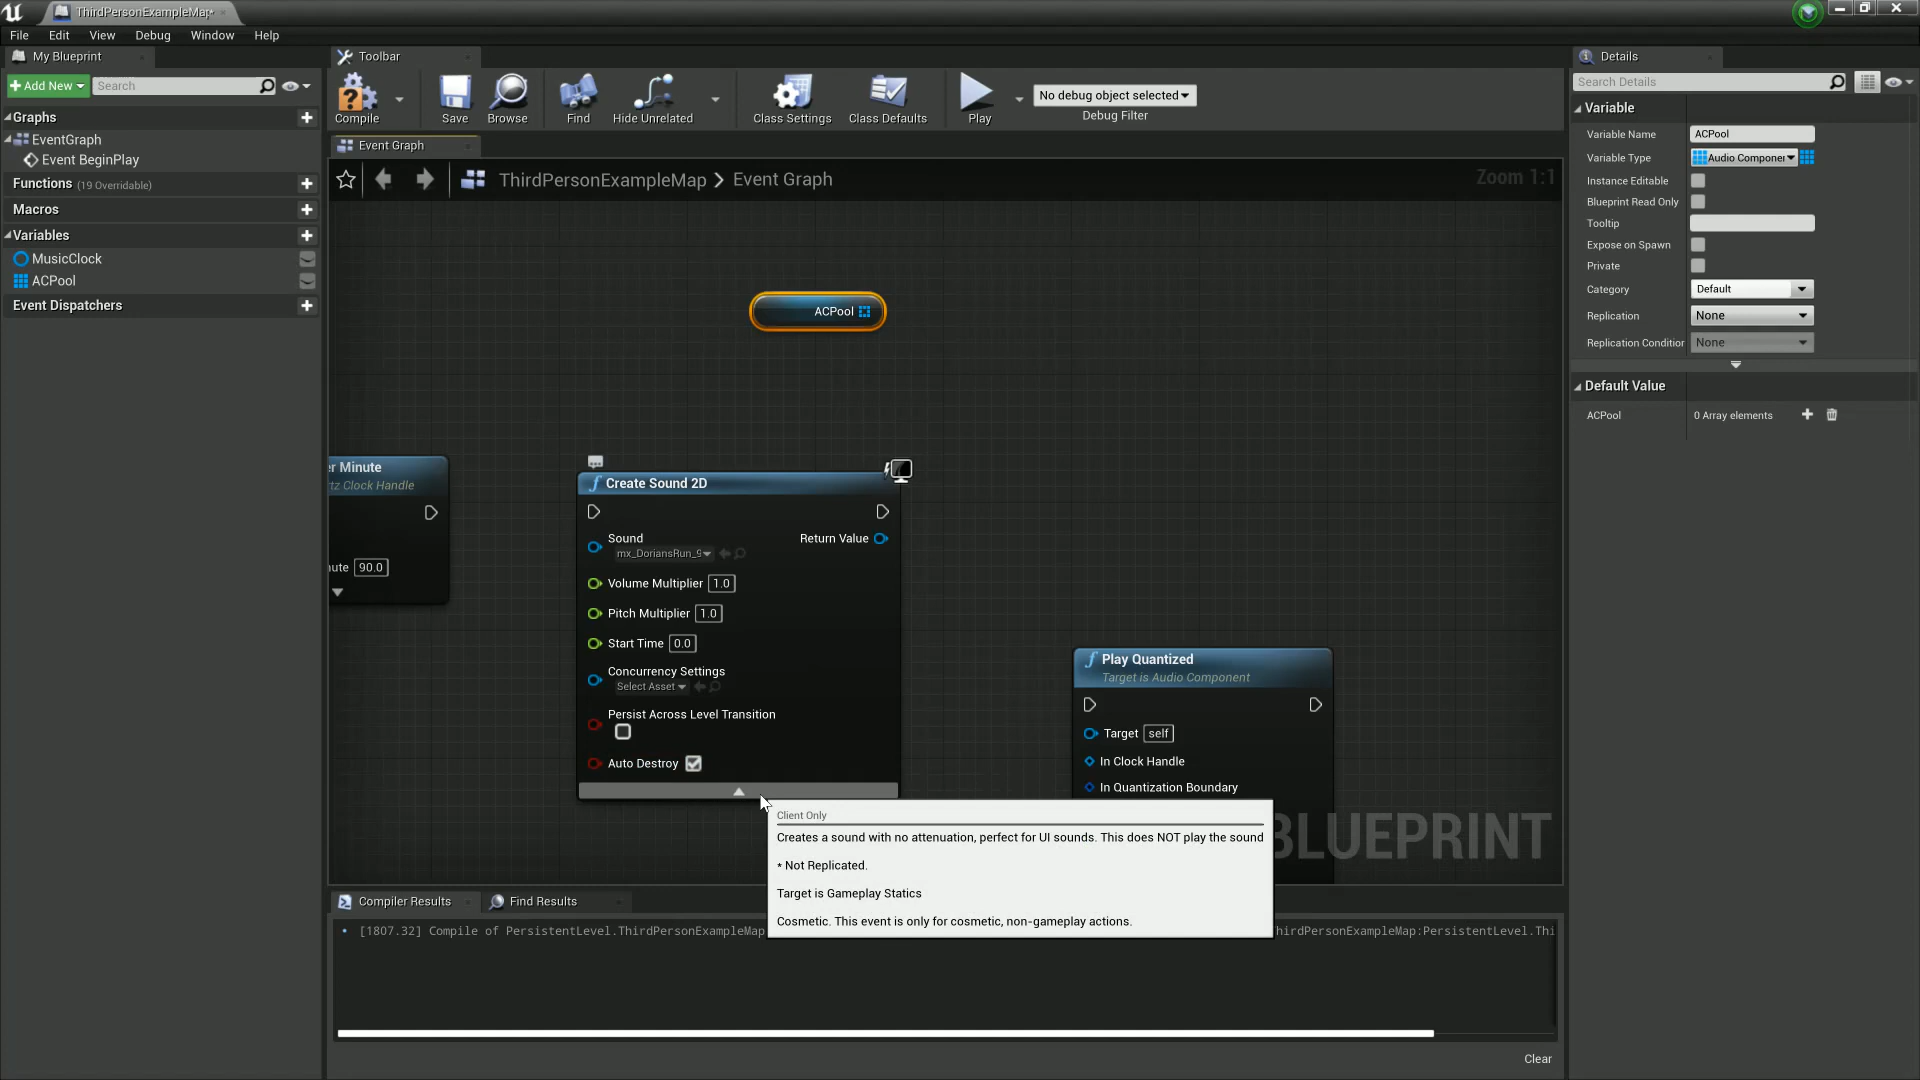 ThirdPersonExampleMap*
File Edit View Debug Window Help
My Blueprint
Add New Search
Graphs
EventGraph
Event BeginPlay
Functions (19 Overridable)
Macros
Variables
MusicClock
ACPool
Event Dispatchers
Toolbar
Compile Save Browse Find Hide Unrelated Class Settings Class Defaults Play
No debug object selected
Debug Filter
Event Graph
ThirdPersonExampleMap > Event Graph
Zoom 1:1
ACPool
er Minute
rtz Clock Handle
nute 90.0
Create Sound 2D
Sound
mx_DoriansRun_9
Return Value
Volume Multiplier 1.0
Pitch Multiplier 1.0
Start Time 0.0
Concurrency Settings
Select Asset
Persist Across Level Transition
Auto Destroy
Play Quantized
Target is Audio Component
Target self
In Clock Handle
In Quantization Boundary
BLUEPRINT
Client Only
Creates a sound with no attenuation, perfect for UI sounds. This does NOT play the sound
* Not Replicated.
Target is Gameplay Statics
Cosmetic. This event is only for cosmetic, non-gameplay actions.
Compiler Results Find Results
[1807.32] Compile of PersistentLevel.ThirdPersonExampleMap hirdPersonExampleMap:PersistentLevel.Thi
Clear
Details
Search Details
Variable
Variable Name ACPool
Variable Type Audio Componen
Instance Editable
Blueprint Read Only
Tooltip
Expose on Spawn
Private
Category Default
Replication None
Replication Condition None
Default Value
ACPool 0 Array elements